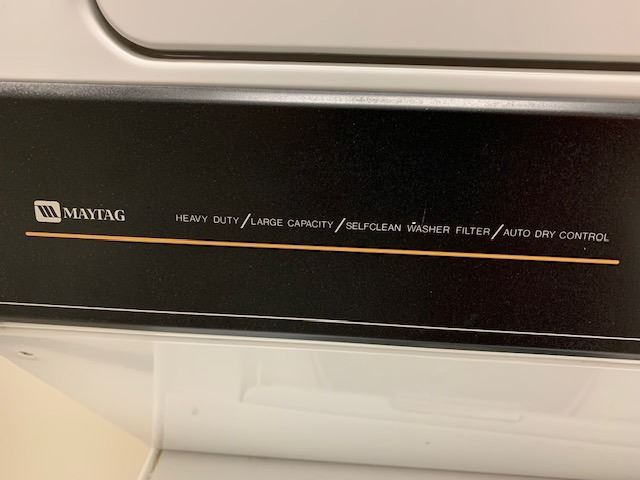 MAYTAG HEAVY DUTY/LARGE CAPACITY/SELFCLEAN WASHER FILTER/AUTO DRY CONTROL